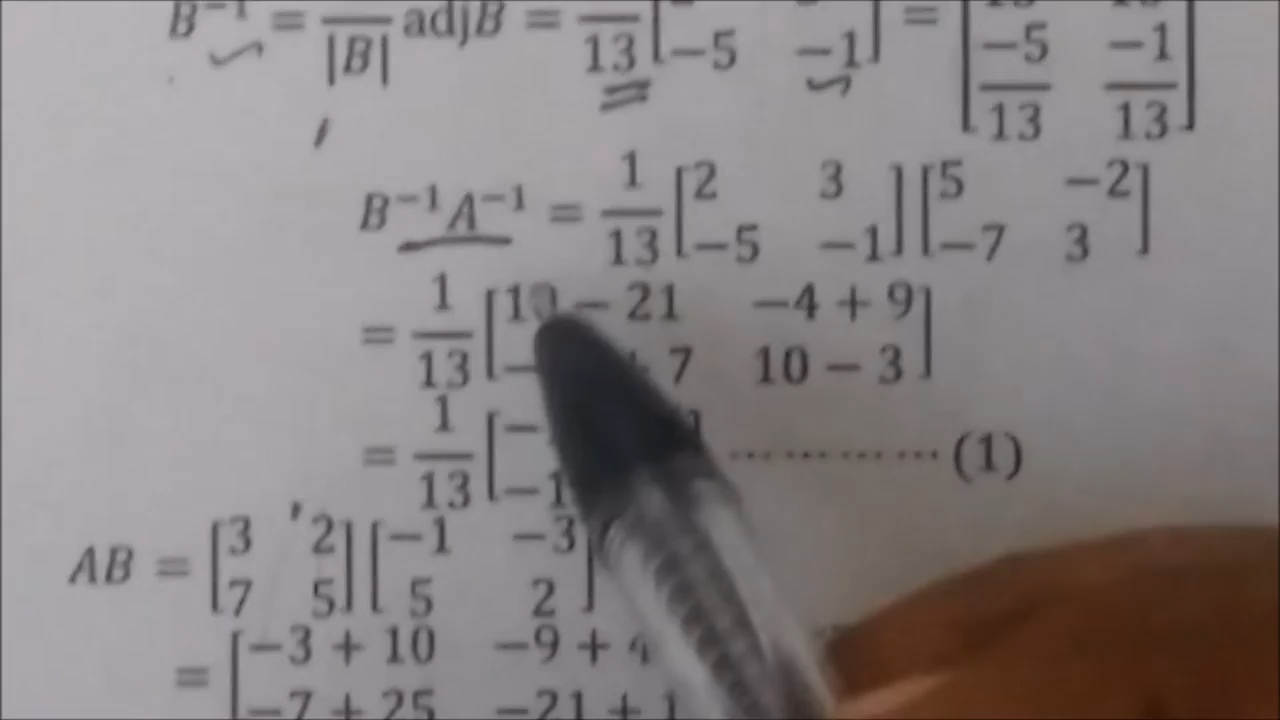 B⁻¹ = 1/|B| adjB = 1/13 [ −5 −1 ] = [ −5/13 −1/13 ]
B⁻¹A⁻¹ = 1/13 [2 3; −5 −1] [5 −2; −7 3]
= 1/13 [10 − 21 −4 + 9; + 7 10 − 3]
= 1/13 [ ] ………… (1)
AB = [3 2; 7 5] [−1 −3; 5 2]
= [−3 + 10 −9 + 4; −7 + 25 −21 +